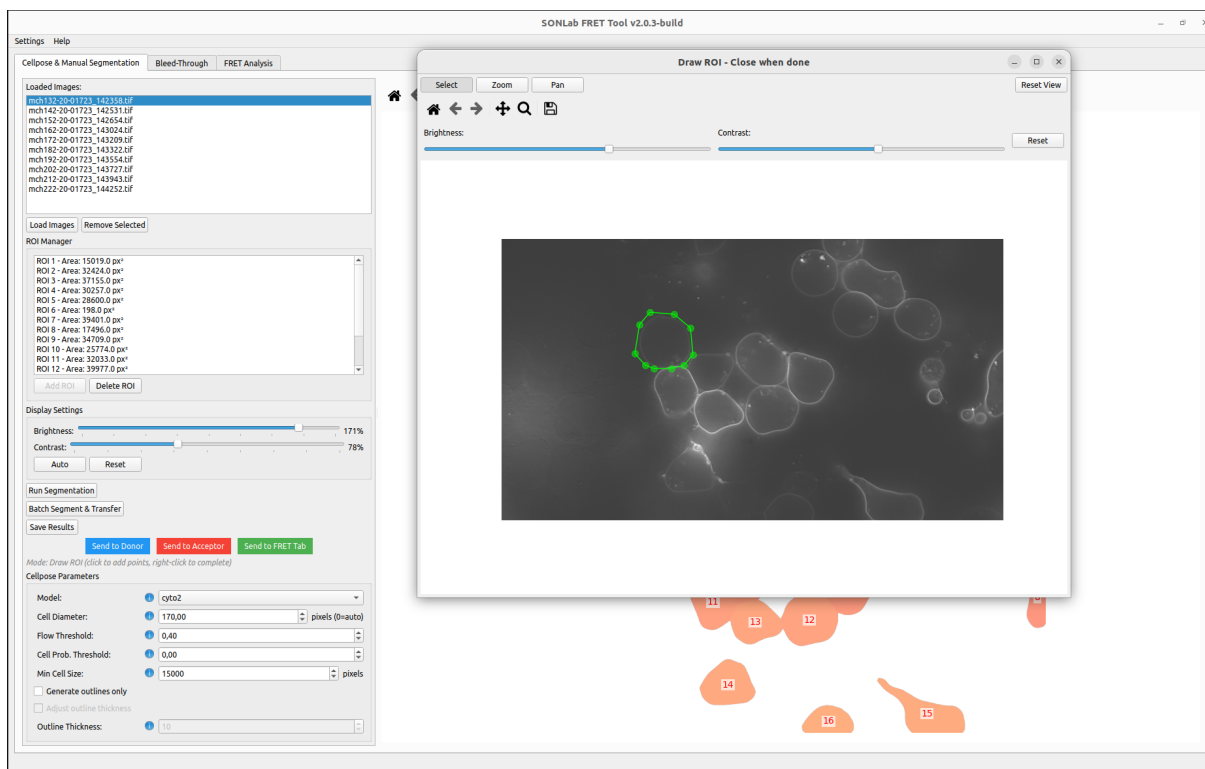 SONLab FRET Tool v2.0.3-build
Settings Help
Cellpose & Manual Segmentation Bleed-Through FRET Analysis
Loaded Images:
mch132-20-01723_142358.tif
mch142-20-01723_142531.tif
mch152-20-01723_142654.tif
mch162-20-01723_143024.tif
mch172-20-01723_143209.tif
mch182-20-01723_143322.tif
mch192-20-01723_143554.tif
mch202-20-01723_143727.tif
mch212-20-01723_143943.tif
mch222-20-01723_144252.tif
Load Images Remove Selected
ROI Manager
ROI 1 - Area: 15019.0 px²
ROI 2 - Area: 32424.0 px²
ROI 3 - Area: 37155.0 px²
ROI 4 - Area: 30257.0 px²
ROI 5 - Area: 28600.0 px²
ROI 6 - Area: 198.0 px²
ROI 7 - Area: 39401.0 px²
ROI 8 - Area: 17496.0 px²
ROI 9 - Area: 34709.0 px²
ROI 10 - Area: 25774.0 px²
ROI 11 - Area: 32033.0 px²
ROI 12 - Area: 39977.0 px²
Add ROI Delete ROI
Display Settings
Brightness: 171%
Contrast: 78%
Auto Reset
Run Segmentation
Batch Segment & Transfer
Save Results
Send to Donor Send to Acceptor Send to FRET Tab
Mode: Draw ROI (click to add points, right-click to complete)
Cellpose Parameters
Model: cyto2
Cell Diameter: 170,00 pixels (0=auto)
Flow Threshold: 0,40
Cell Prob. Threshold: 0,00
Min Cell Size: 15000 pixels
Generate outlines only
Adjust outline thickness
Outline Thickness: 10
Draw ROI - Close when done
Select Zoom Pan Reset View
Brightness: Contrast: Reset
11
13 12
14
16 15